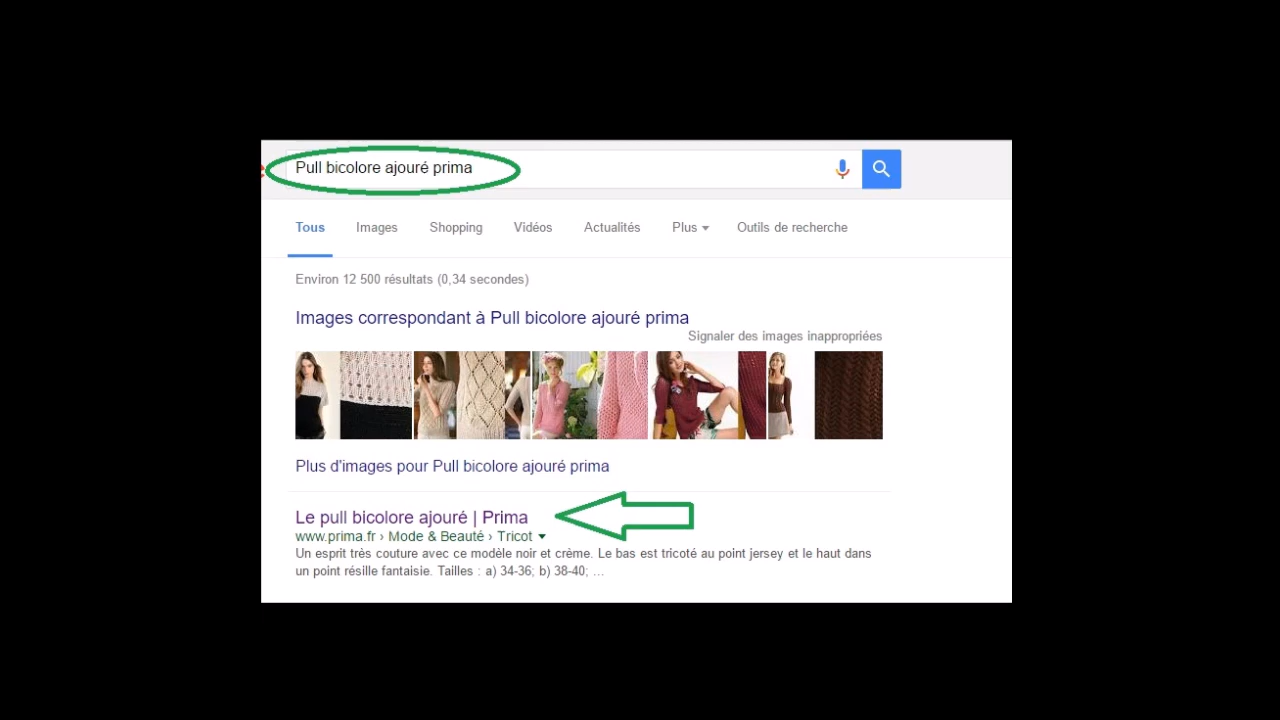 Pull bicolore ajouré prima
Tous Images Shopping Vidéos Actualités Plus Outils de recherche
Environ 12 500 résultats (0,34 secondes)
Images correspondant à Pull bicolore ajouré prima
Signaler des images inappropriées
Plus d'images pour Pull bicolore ajouré prima
Le pull bicolore ajouré | Prima
www.prima.fr › Mode & Beauté › Tricot
Un esprit très couture avec ce modèle noir et crème. Le bas est tricoté au point jersey et le haut dans
un point résille fantaisie. Tailles : a) 34-36; b) 38-40; ...